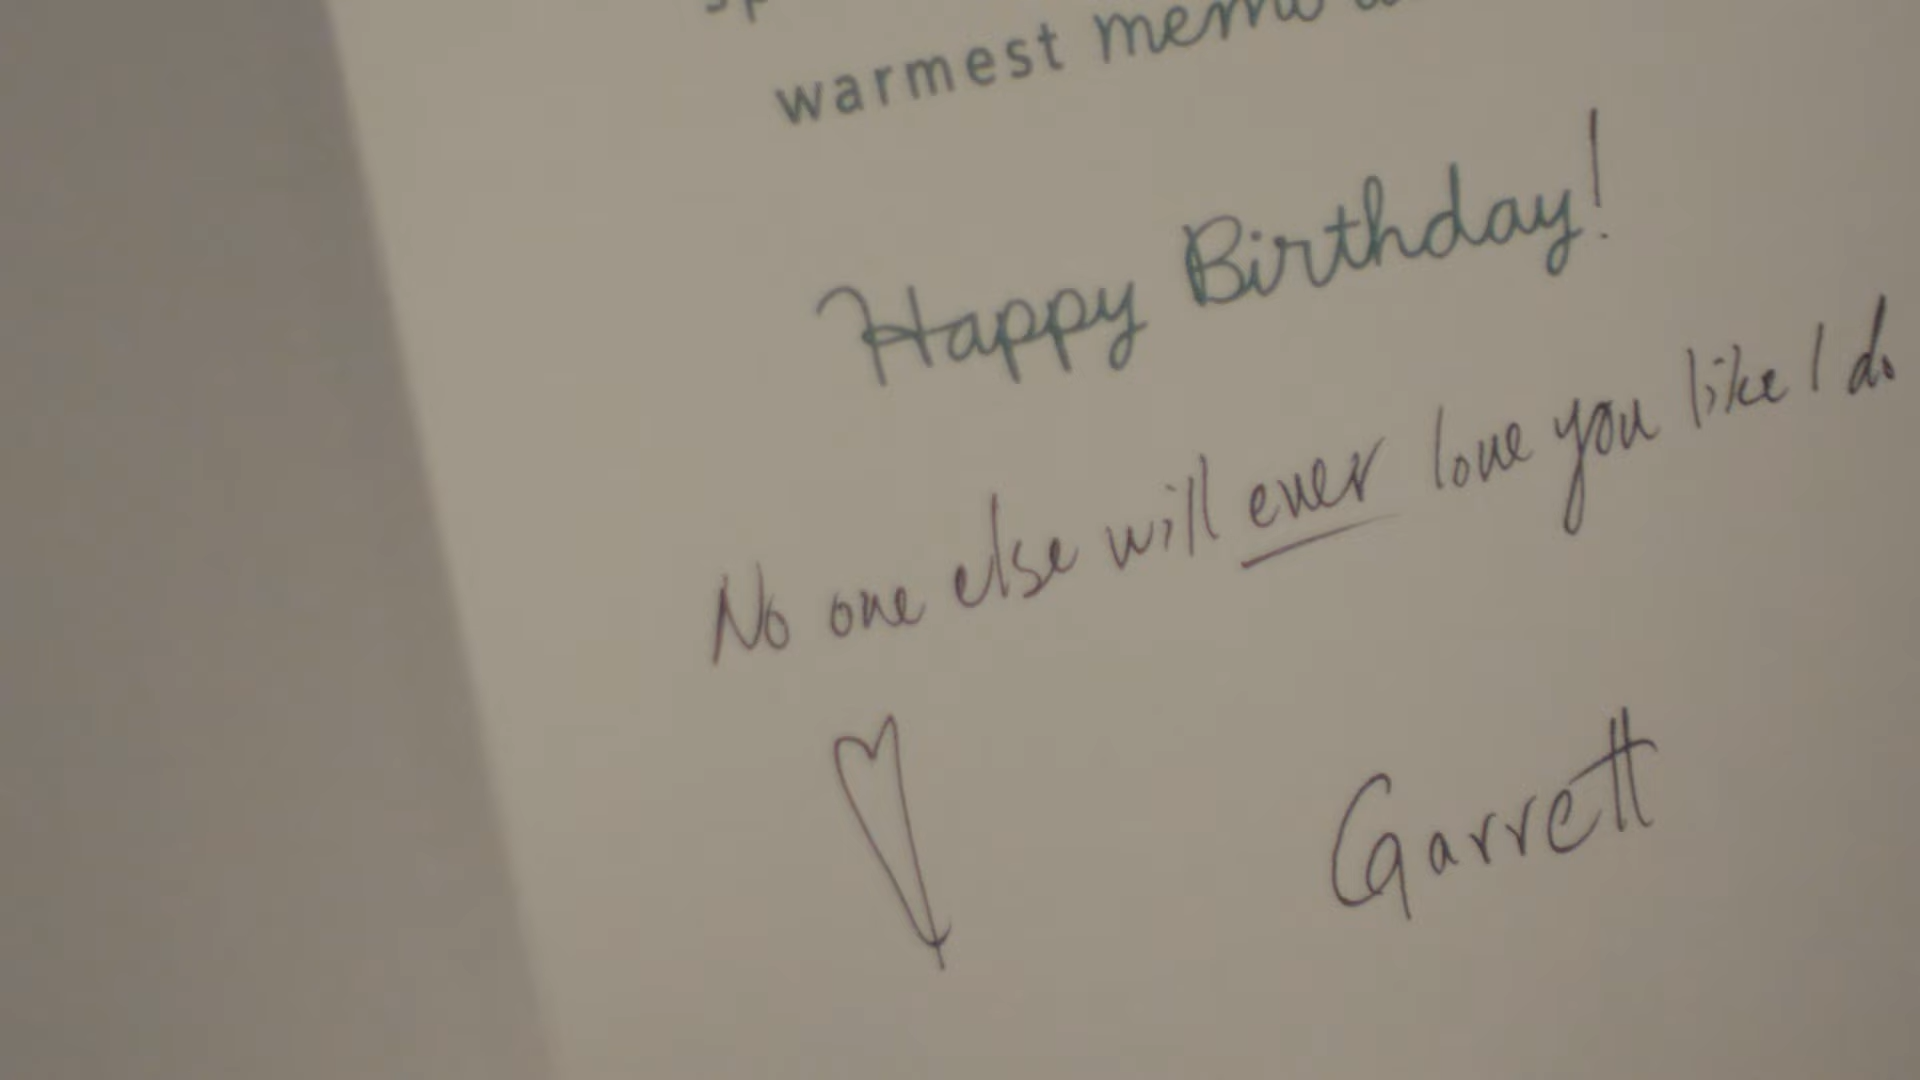 warmest
Happy Birthday!
No one else will ever love you like I do
Garrett